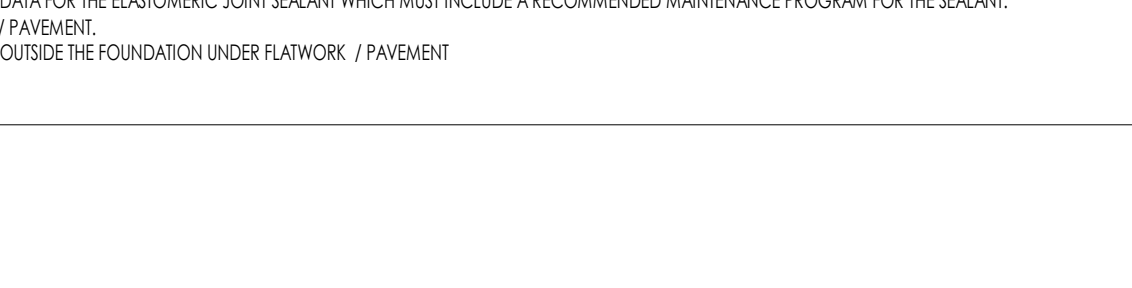 DATA FOR THE ELASTOMERIC JOINT SEALANT WHICH MUST INCLUDE A RECOMMENDED MAINTENANCE PROGRAM FOR THE SEALANT.
/ PAVEMENT.
OUTSIDE THE FOUNDATION UNDER FLATWORK / PAVEMENT